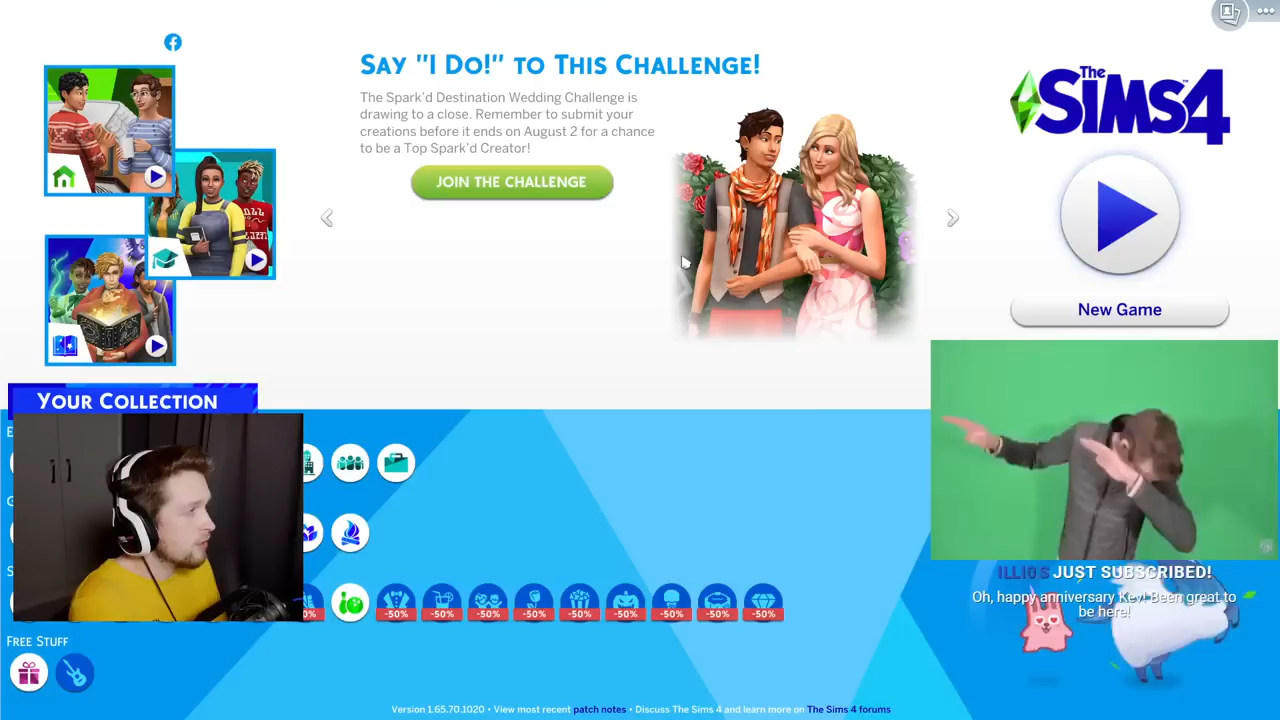 SAY "I DO!" TO THIS CHALLENGE!
The Spark'd Destination Wedding Challenge is
drawing to a close. Remember to submit your
creations before it ends on August 2 for a chance
to be a Top Spark'd Creator!
JOIN THE CHALLENGE
THE SIMS 4
New Game
YOUR COLLECTION
E
G
S
-50%
-50%
-50%
-50%
-50%
-50%
-50%
-50%
-50%
FREE STUFF
ILLI0S JUST SUBSCRIBED!
Oh, happy anniversary Kev! Been great to
be here!
Version 1.65.70.1020 • View most recent patch notes • Discuss The Sims 4 and learn more on The Sims 4 forums